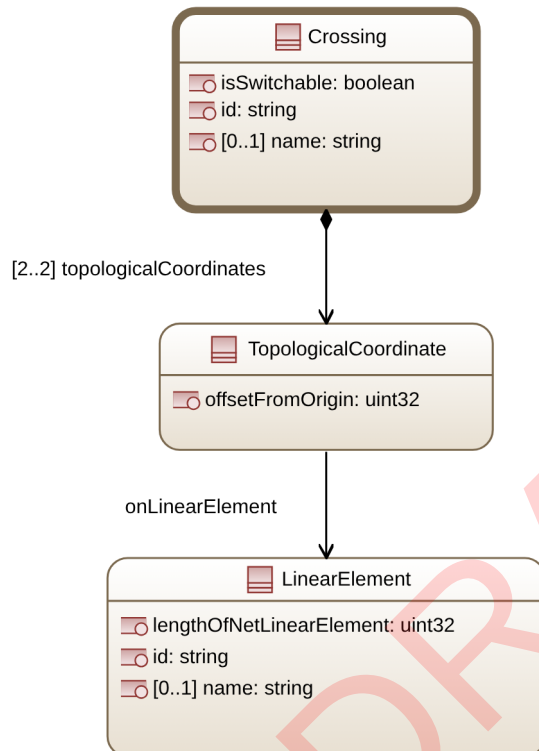 Crossing
isSwitchable: boolean
id: string
[0..1] name: string
[2..2] topologicalCoordinates
TopologicalCoordinate
offsetFromOrigin: uint32
onLinearElement
LinearElement
lengthOfNetLinearElement: uint32
id: string
[0..1] name: string